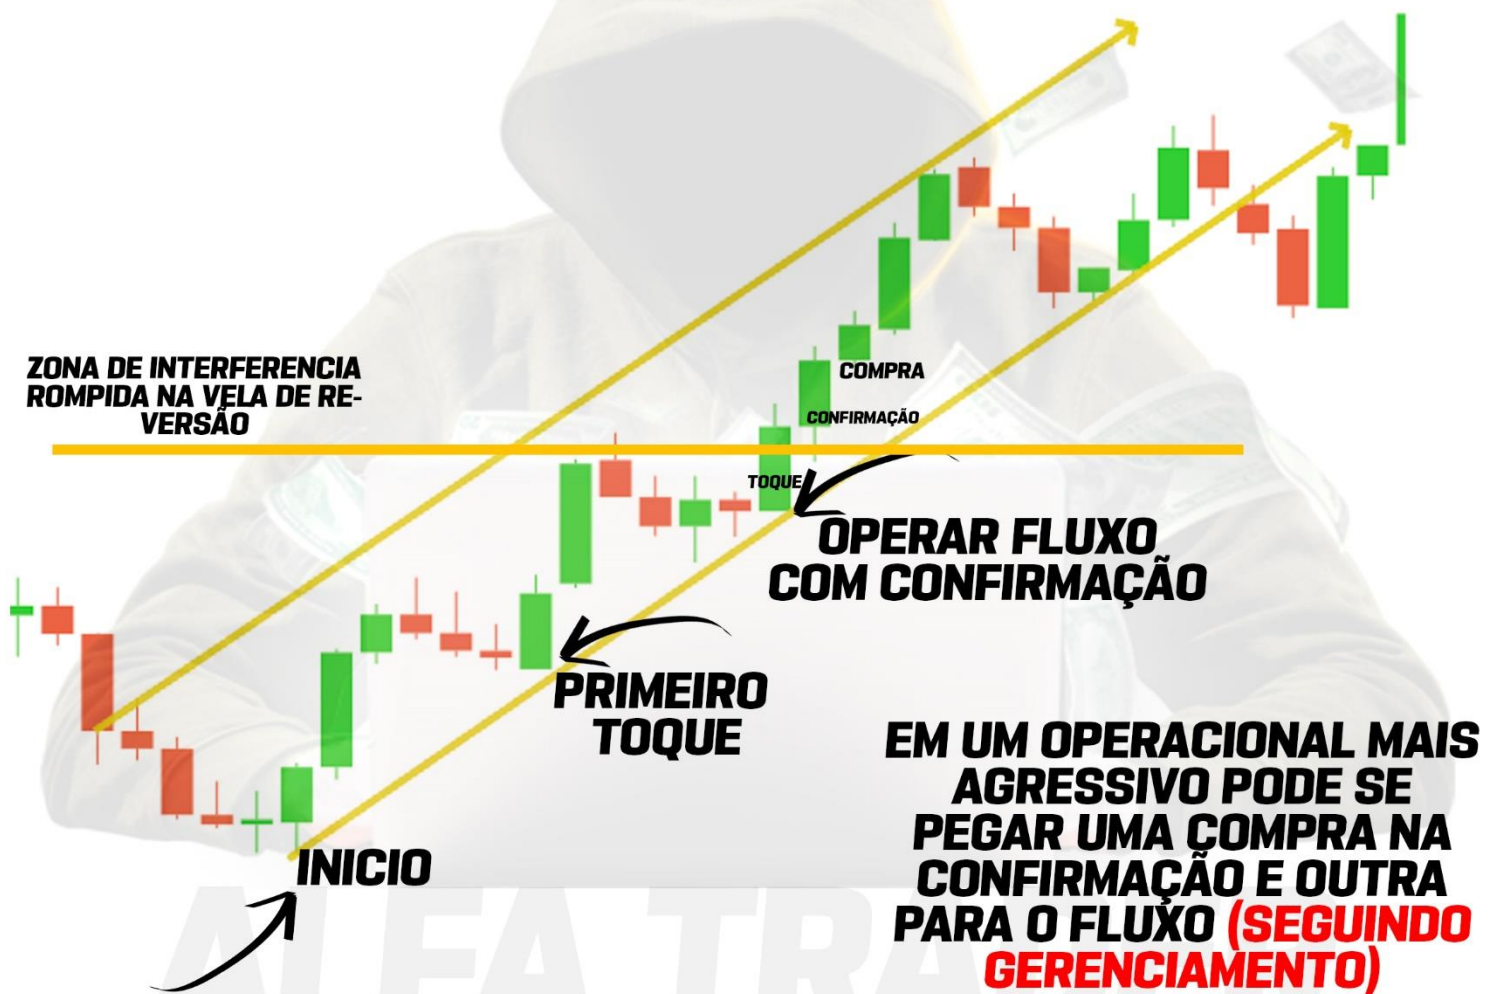 ZONA DE INTERFERENCIA
ROMPIDA NA VELA DE RE-
VERSÃO
COMPRA
CONFIRMAÇÃO
TOQUE
OPERAR FLUXO
COM CONFIRMAÇÃO
PRIMEIRO
TOQUE
INICIO
EM UM OPERACIONAL MAIS
AGRESSIVO PODE SE
PEGAR UMA COMPRA NA
CONFIRMAÇÃO E OUTRA
PARA O FLUXO (SEGUINDO
GERENCIAMENTO)